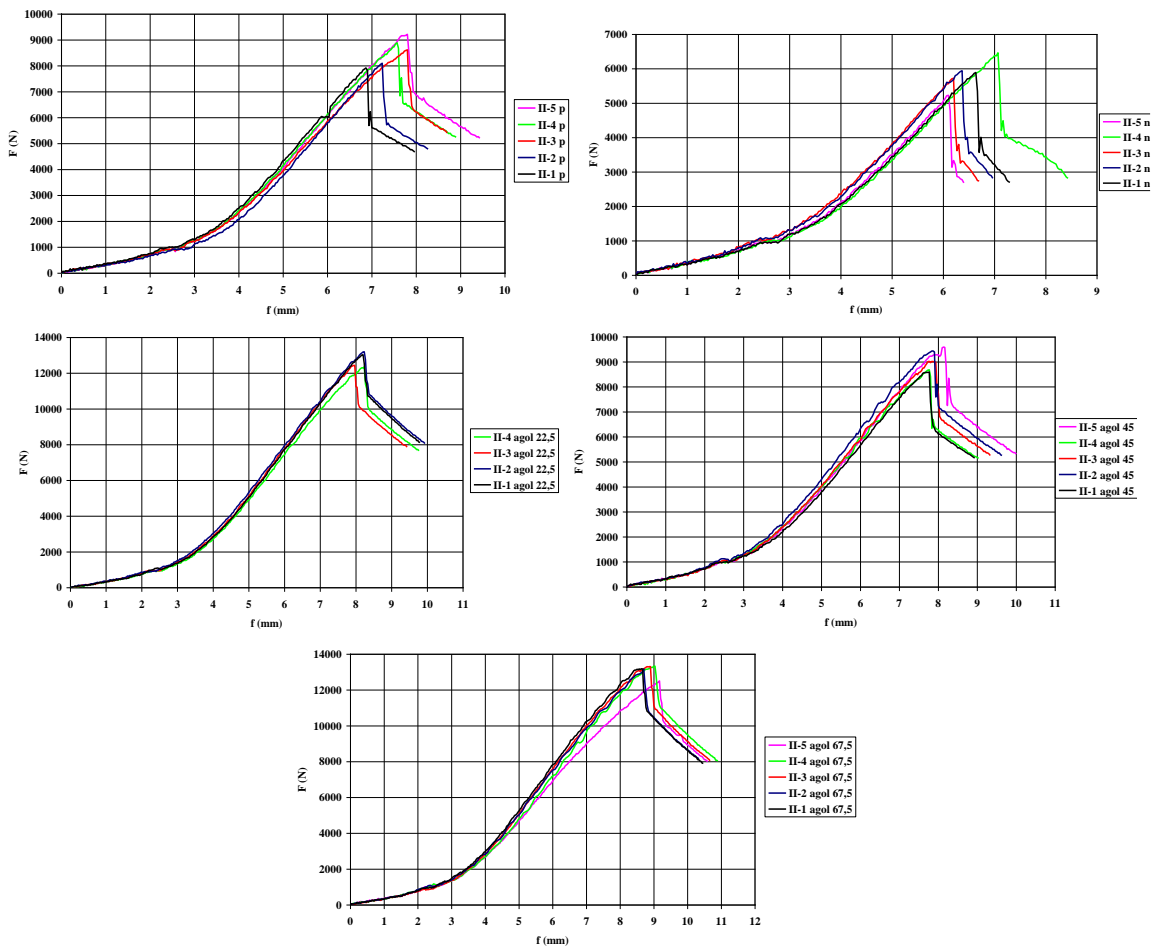 10000
9000
8000
7000
6000
5000
4000
3000
2000
1000
0
F (N)
0 1 2 3 4 5 6 7 8 9 10
f (mm)
II-5 p
II-4 p
II-3 p
II-2 p
II-1 p
7000
6000
5000
4000
3000
2000
1000
0
F (N)
0 1 2 3 4 5 6 7 8 9
f (mm)
II-5 n
II-4 n
II-3 n
II-2 n
II-1 n
14000
12000
10000
8000
6000
4000
2000
0
F (N)
0 1 2 3 4 5 6 7 8 9 10 11
f (mm)
II-4 agol 22,5
II-3 agol 22,5
II-2 agol 22,5
II-1 agol 22,5
10000
9000
8000
7000
6000
5000
4000
3000
2000
1000
0
F (N)
0 1 2 3 4 5 6 7 8 9 10 11
f (mm)
II-5 agol 45
II-4 agol 45
II-3 agol 45
II-2 agol 45
II-1 agol 45
14000
12000
10000
8000
6000
4000
2000
0
F (N)
0 1 2 3 4 5 6 7 8 9 10 11 12
f (mm)
II-5 agol 67,5
II-4 agol 67,5
II-3 agol 67,5
II-2 agol 67,5
II-1 agol 67,5